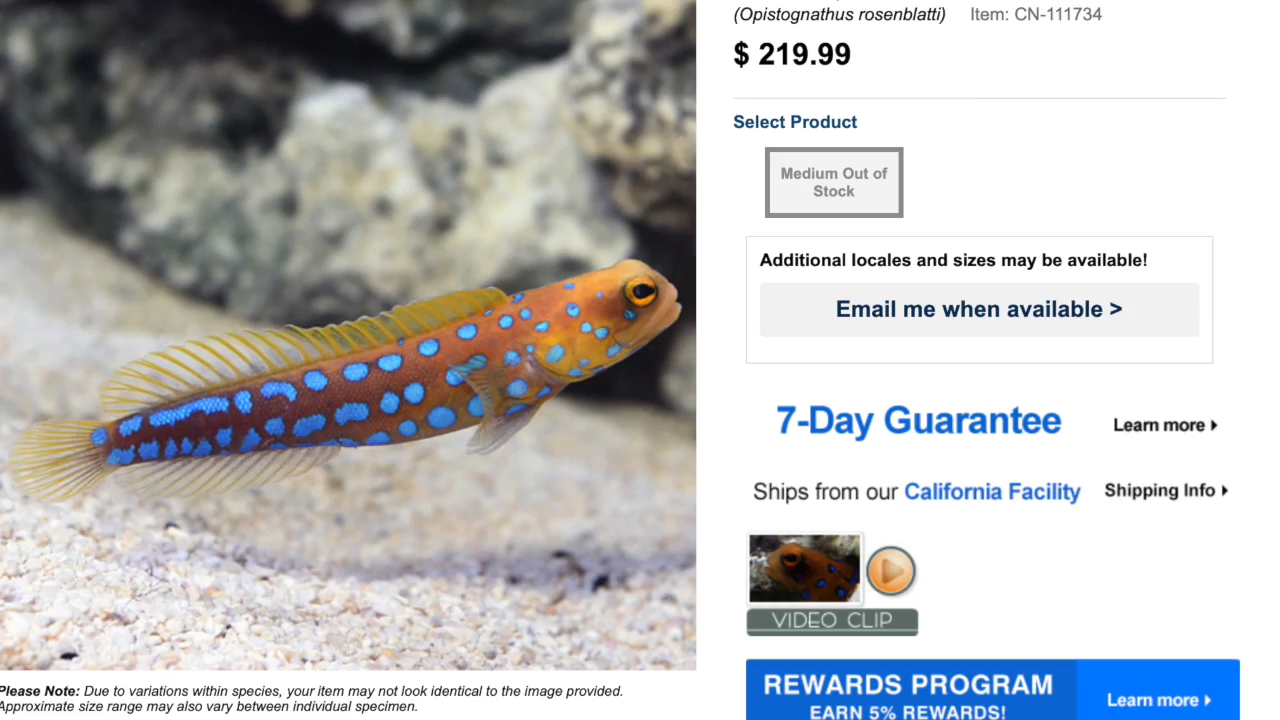 (Opistognathus rosenblatti) Item: CN-111734
$ 219.99
Select Product
Medium Out of
Stock
Additional locales and sizes may be available!
Email me when available >
7-Day Guarantee Learn more
Ships from our California Facility Shipping Info
VIDEO CLIP
REWARDS PROGRAM
Learn more
EARN 5% REWARDS!
Please Note: Due to variations within species, your item may not look identical to the image provided.
Approximate size range may also vary between individual specimen.